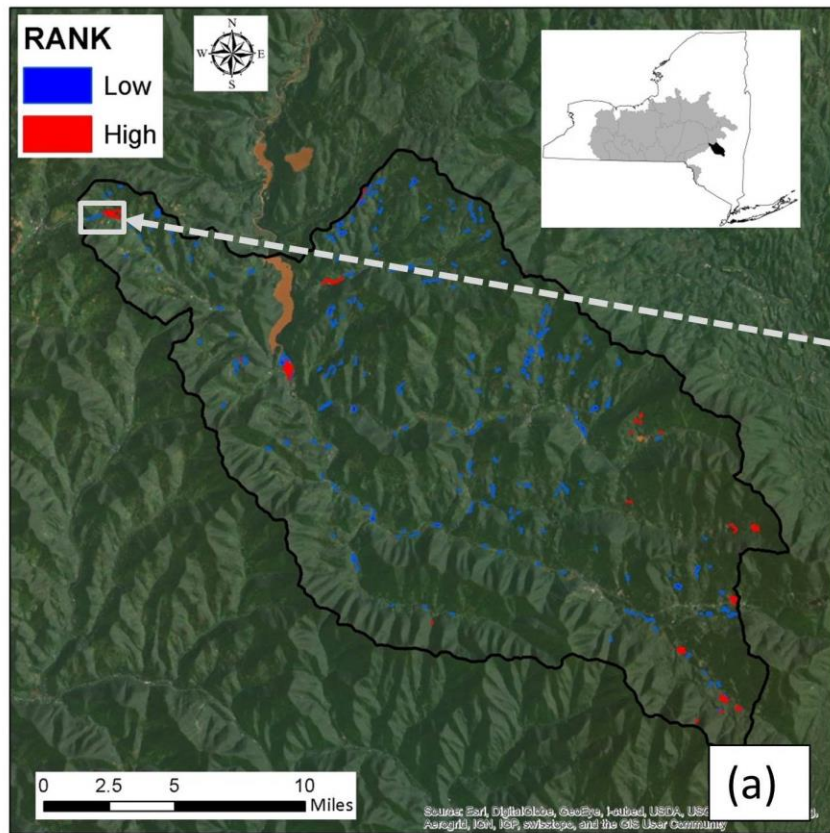 RANK
Low
High
N
W E
S
0 2.5 5 10
Miles
(a)
Source: Esri, DigitalGlobe, GeoEye, i-cubed, USDA,
Aerogrid, IGN, IGP, swisstopo, and the GIS User Community